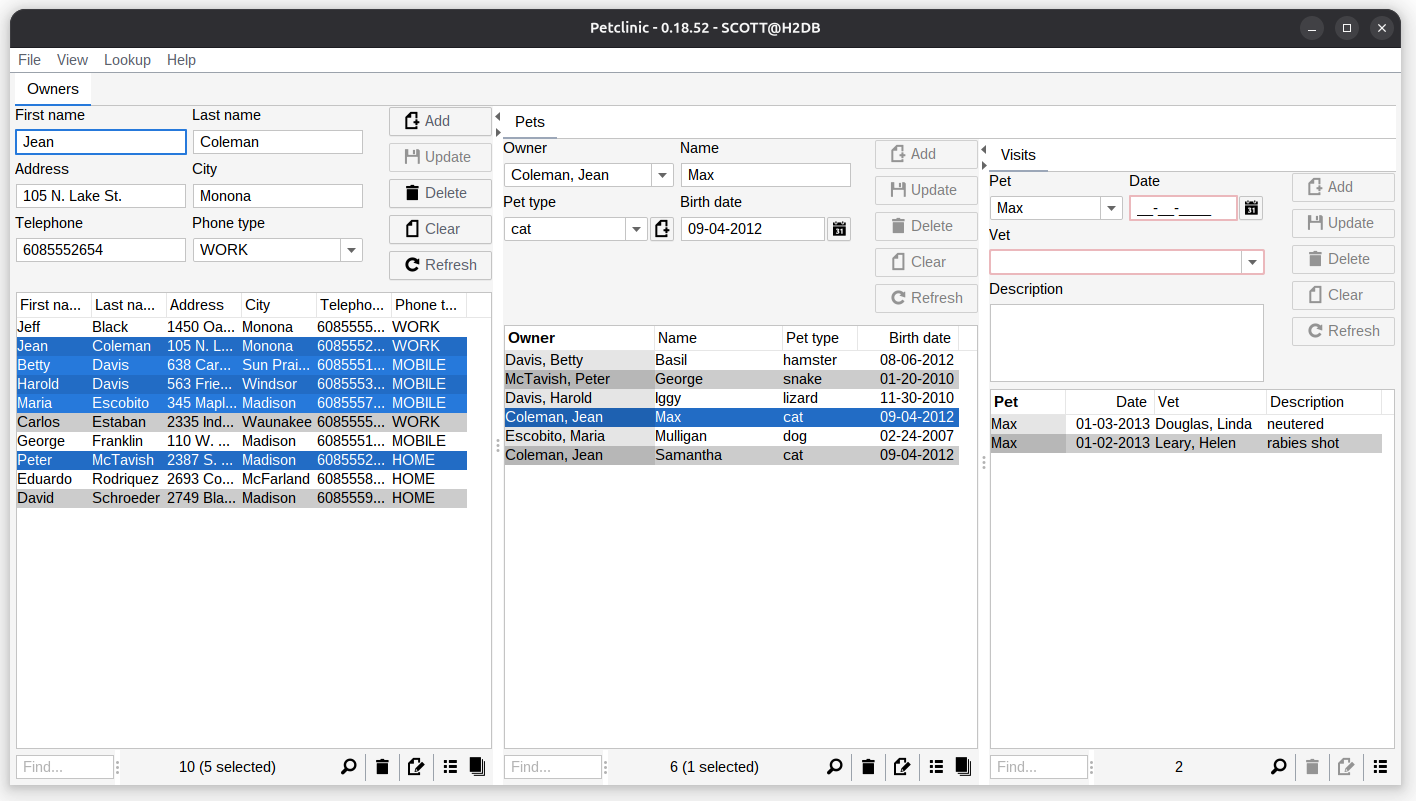 Petclinic - 0.18.52 - SCOTT@H2DB
File View Lookup Help
Owners
First name Last name
Jean Coleman
Address City
105 N. Lake St. Monona
Telephone Phone type
6085552654 WORK
Add
Update
Delete
Clear
Refresh
First na... Last na... Address City Telepho... Phone t...
Jeff Black 1450 Oa... Monona 6085555... WORK
Jean Coleman 105 N. L... Monona 6085552... WORK
Betty Davis 638 Car... Sun Prai... 6085551... MOBILE
Harold Davis 563 Frie... Windsor 6085553... MOBILE
Maria Escobito 345 Mapl... Madison 6085557... MOBILE
Carlos Estaban 2335 Ind... Waunakee 6085555... WORK
George Franklin 110 W. ... Madison 6085551... MOBILE
Peter McTavish 2387 S. ... Madison 6085552... HOME
Eduardo Rodriquez 2693 Co... McFarland 6085558... HOME
David Schroeder 2749 Bla... Madison 6085559... HOME
Find... 10 (5 selected)
Pets
Owner Name
Coleman, Jean Max
Pet type Birth date
cat 09-04-2012 31
Add
Update
Delete
Clear
Refresh
Owner Name Pet type Birth date
Davis, Betty Basil hamster 08-06-2012
McTavish, Peter George snake 01-20-2010
Davis, Harold Iggy lizard 11-30-2010
Coleman, Jean Max cat 09-04-2012
Escobito, Maria Mulligan dog 02-24-2007
Coleman, Jean Samantha cat 09-04-2012
Find... 6 (1 selected)
Visits
Pet Date
Max __-__-____ 31
Vet
Description
Add
Update
Delete
Clear
Refresh
Pet Date Vet Description
Max 01-03-2013 Douglas, Linda neutered
Max 01-02-2013 Leary, Helen rabies shot
Find... 2